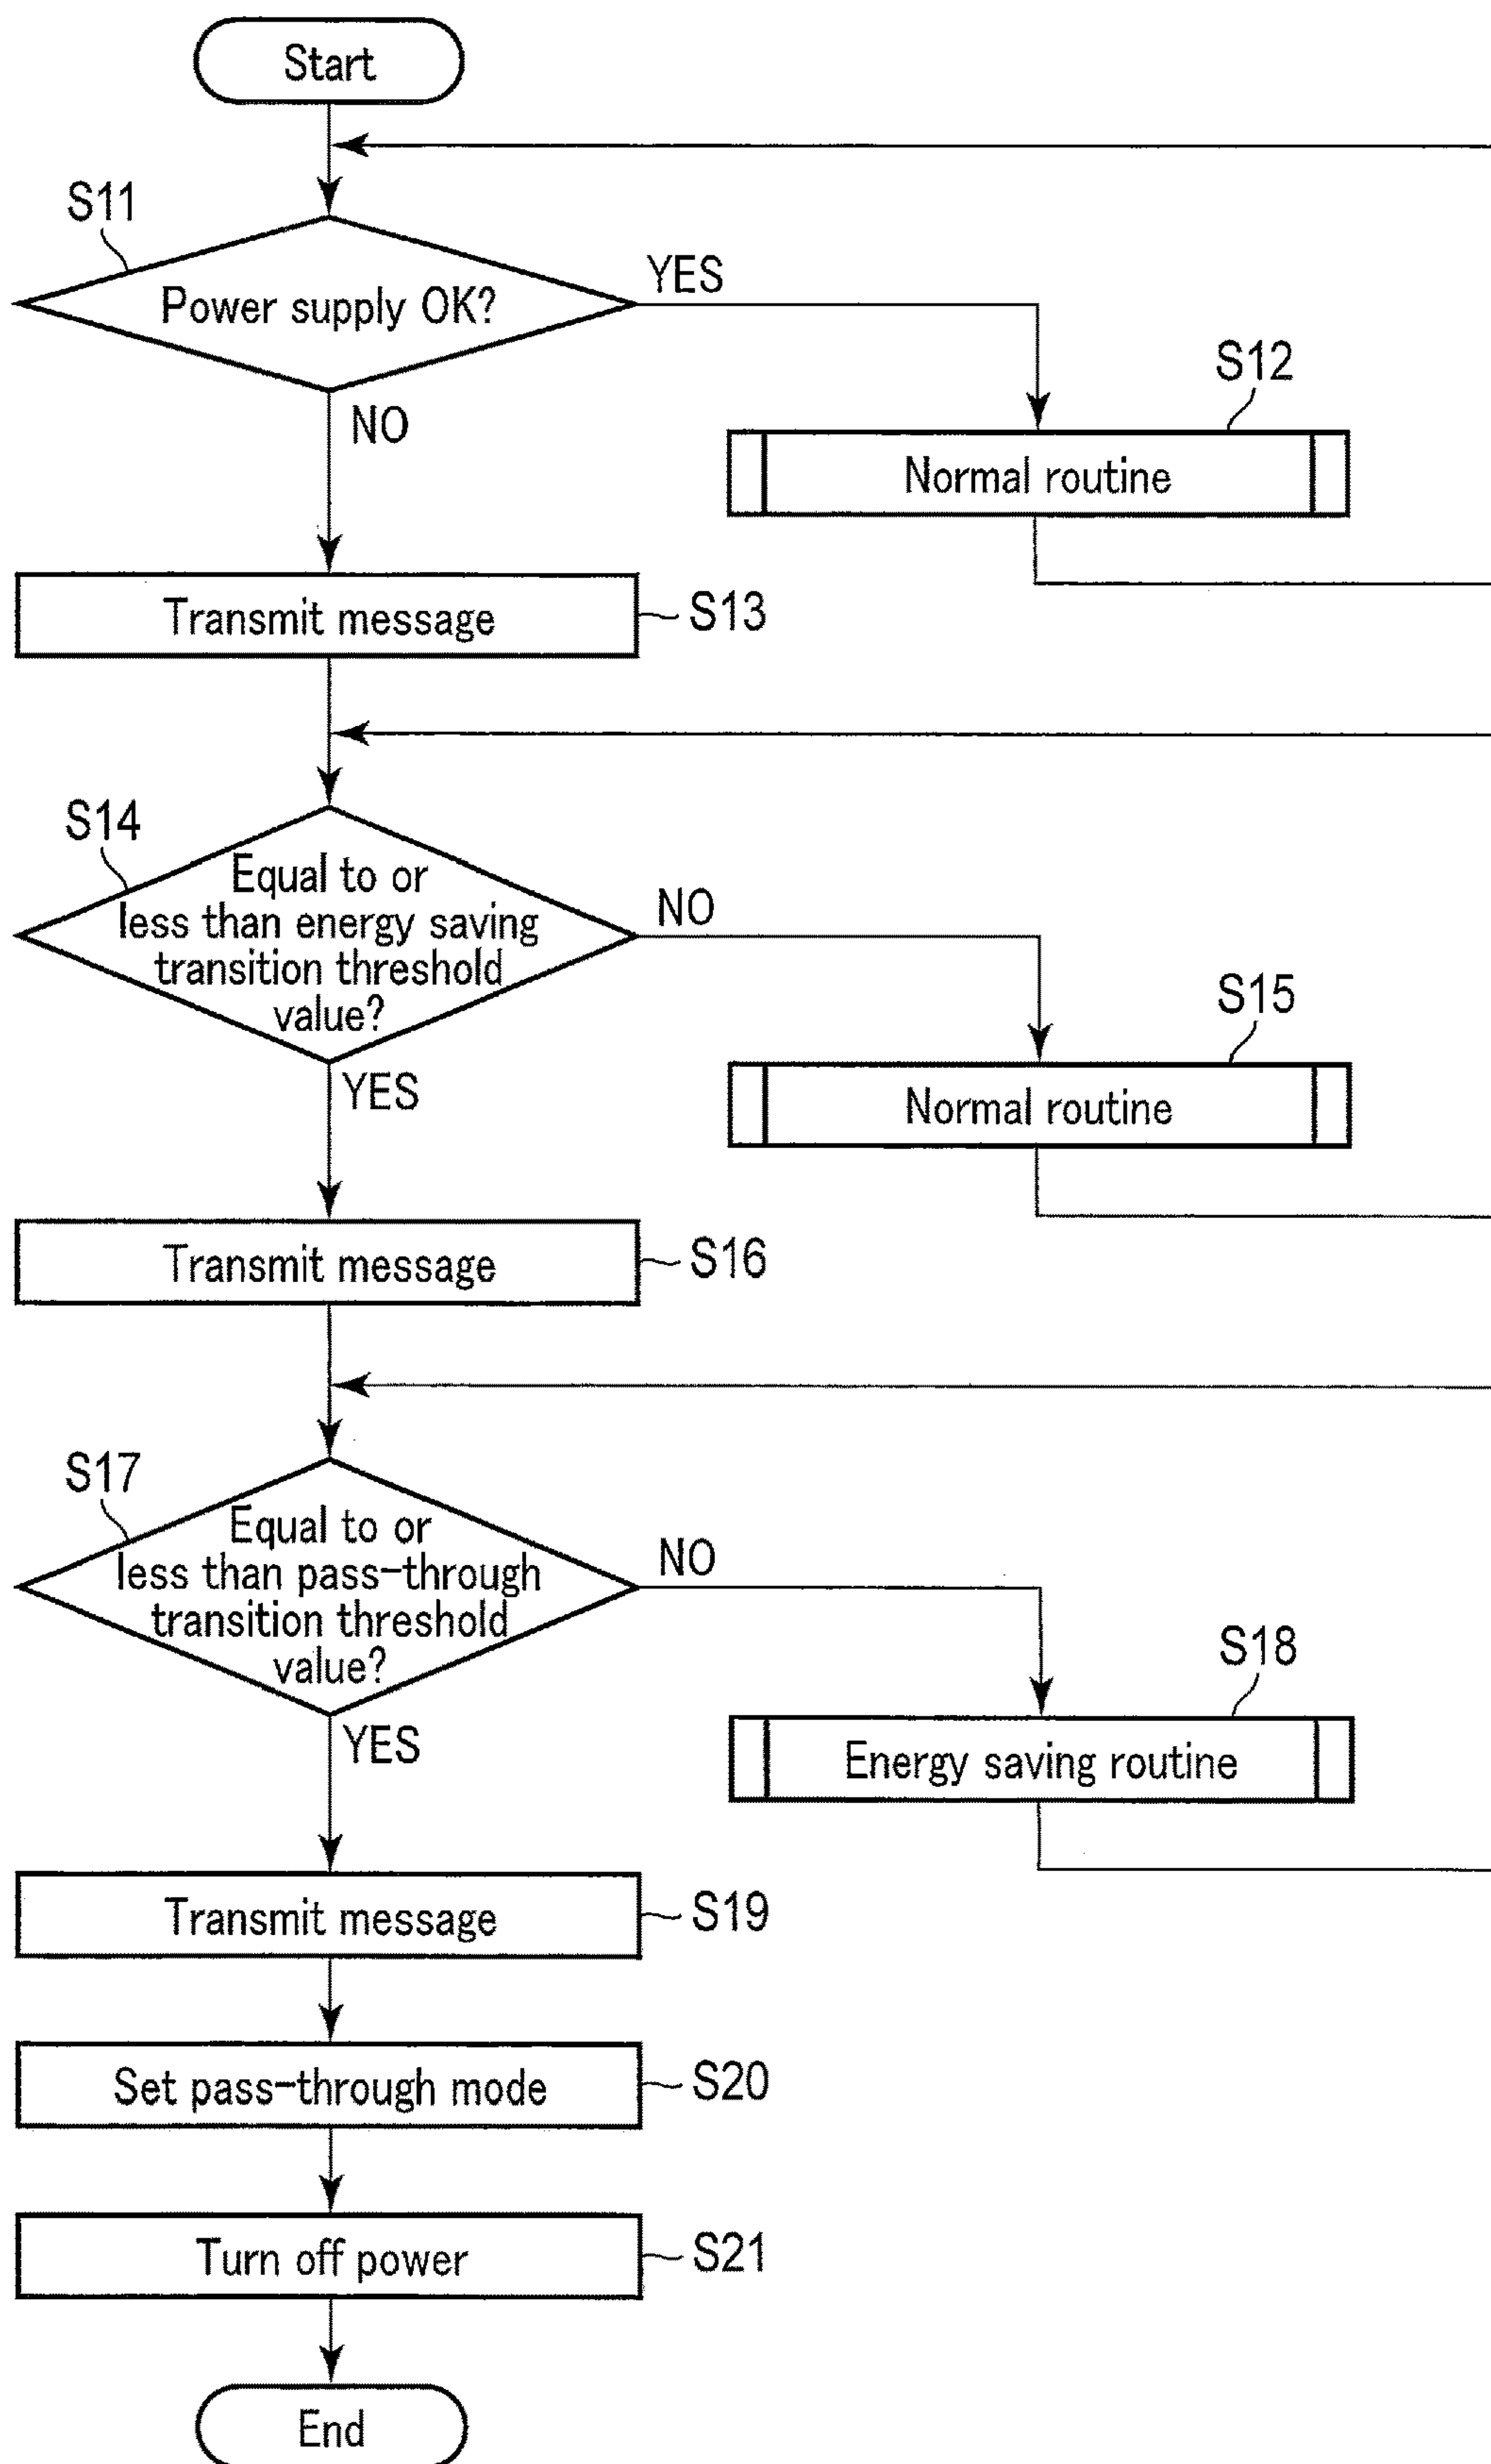 Start
S11
Power supply OK?
YES
NO
S12
Normal routine
Transmit message
S13
S14
Equal to or
less than energy saving
transition threshold
value?
NO
YES
S15
Normal routine
Transmit message
S16
S17
Equal to or
less than pass-through
transition threshold
value?
NO
YES
S18
Energy saving routine
Transmit message
S19
Set pass-through mode
S20
Turn off power
S21
End